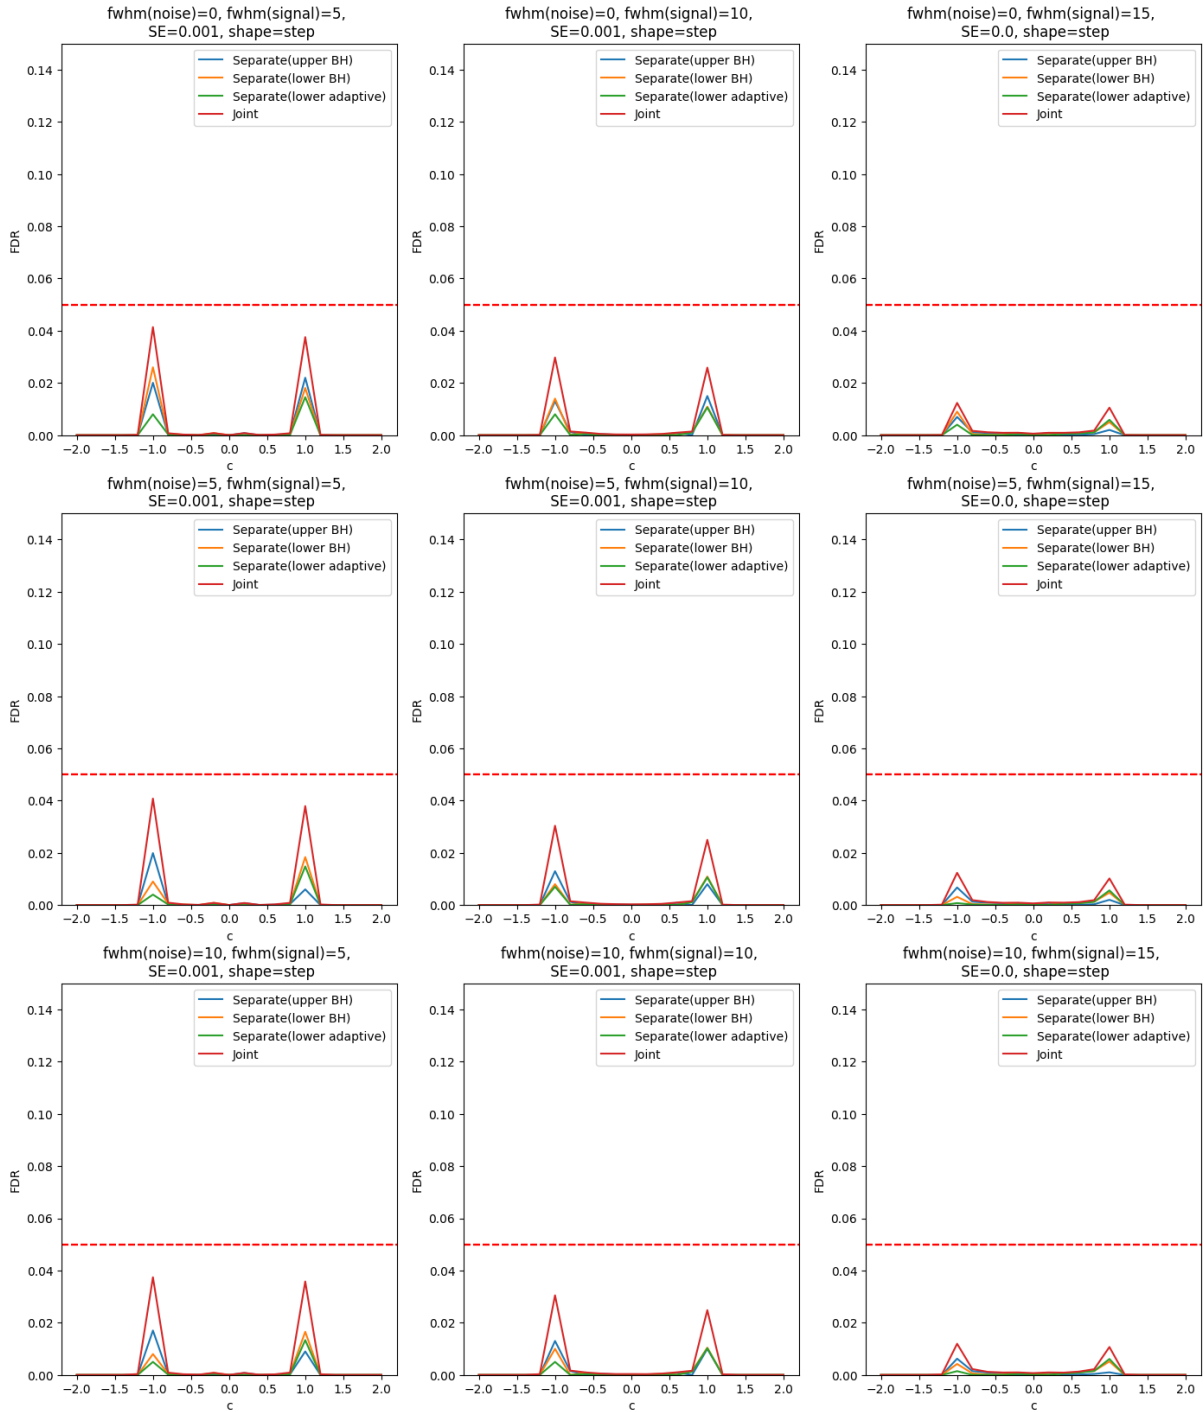 fwhm(noise)=0, fwhm(signal)=5,
SE=0.001, shape=step
0.14
0.12
0.10
0.08
0.06
0.04
0.02
0.00
FDR
Separate(upper BH)
Separate(lower BH)
Separate(lower adaptive)
Joint
−2.0 −1.5 −1.0 −0.5 0.0 0.5 1.0 1.5 2.0
c
fwhm(noise)=0, fwhm(signal)=10,
SE=0.001, shape=step
0.14
0.12
0.10
0.08
0.06
0.04
0.02
0.00
FDR
Separate(upper BH)
Separate(lower BH)
Separate(lower adaptive)
Joint
−2.0 −1.5 −1.0 −0.5 0.0 0.5 1.0 1.5 2.0
c
fwhm(noise)=0, fwhm(signal)=15,
SE=0.0, shape=step
0.14
0.12
0.10
0.08
0.06
0.04
0.02
0.00
FDR
Separate(upper BH)
Separate(lower BH)
Separate(lower adaptive)
Joint
−2.0 −1.5 −1.0 −0.5 0.0 0.5 1.0 1.5 2.0
c
fwhm(noise)=5, fwhm(signal)=5,
SE=0.001, shape=step
0.14
0.12
0.10
0.08
0.06
0.04
0.02
0.00
FDR
Separate(upper BH)
Separate(lower BH)
Separate(lower adaptive)
Joint
−2.0 −1.5 −1.0 −0.5 0.0 0.5 1.0 1.5 2.0
c
fwhm(noise)=5, fwhm(signal)=10,
SE=0.001, shape=step
0.14
0.12
0.10
0.08
0.06
0.04
0.02
0.00
FDR
Separate(upper BH)
Separate(lower BH)
Separate(lower adaptive)
Joint
−2.0 −1.5 −1.0 −0.5 0.0 0.5 1.0 1.5 2.0
c
fwhm(noise)=5, fwhm(signal)=15,
SE=0.0, shape=step
0.14
0.12
0.10
0.08
0.06
0.04
0.02
0.00
FDR
Separate(upper BH)
Separate(lower BH)
Separate(lower adaptive)
Joint
−2.0 −1.5 −1.0 −0.5 0.0 0.5 1.0 1.5 2.0
c
fwhm(noise)=10, fwhm(signal)=5,
SE=0.001, shape=step
0.14
0.12
0.10
0.08
0.06
0.04
0.02
0.00
FDR
Separate(upper BH)
Separate(lower BH)
Separate(lower adaptive)
Joint
−2.0 −1.5 −1.0 −0.5 0.0 0.5 1.0 1.5 2.0
c
fwhm(noise)=10, fwhm(signal)=10,
SE=0.001, shape=step
0.14
0.12
0.10
0.08
0.06
0.04
0.02
0.00
FDR
Separate(upper BH)
Separate(lower BH)
Separate(lower adaptive)
Joint
−2.0 −1.5 −1.0 −0.5 0.0 0.5 1.0 1.5 2.0
c
fwhm(noise)=10, fwhm(signal)=15,
SE=0.0, shape=step
0.14
0.12
0.10
0.08
0.06
0.04
0.02
0.00
FDR
Separate(upper BH)
Separate(lower BH)
Separate(lower adaptive)
Joint
−2.0 −1.5 −1.0 −0.5 0.0 0.5 1.0 1.5 2.0
c